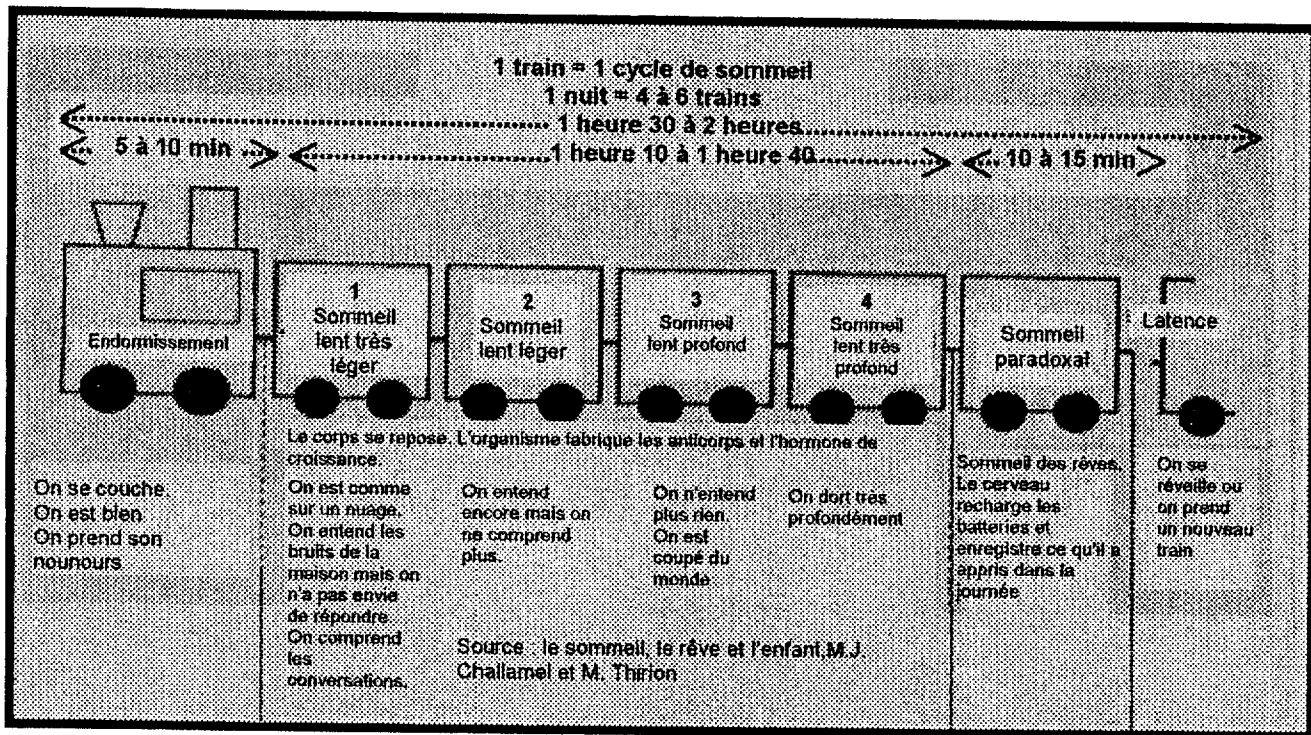 1 train = 1 cycle de sommeil
1 nuit = 4 à 6 trains
1 heure 30 à 2 heures
5 à 10 min
1 heure 10 à 1 heure 40
10 à 15 min
Endormissement
1
Sommeil
lent très
léger
2
Sommeil
lent léger
3
Sommeil
lent profond
4
Sommeil
lent très
profond
Sommeil
paradoxal
Latence
Le corps se repose. L'organisme fabrique les anticorps et l'hormone de
croissance.
On se couche.
On est bien
On prend son
nounours
On est comme
sur un nuage.
On entend les
bruits de la
maison mais on
n'a pas envie
de répondre
On comprend
les
conversations.
On entend
encore mais on
ne comprend
plus.
On n'entend
plus rien.
On est
coupé du
monde
On dort très
profondément
Sommeil des rêves.
Le cerveau
recharge les
batteries et
enregistre ce qu'il a
appris dans la
journée
On se
réveille ou
on prend
un nouveau
train
Source : le sommeil, le rêve et l'enfant,M.J.
Challamel et M. Thirion